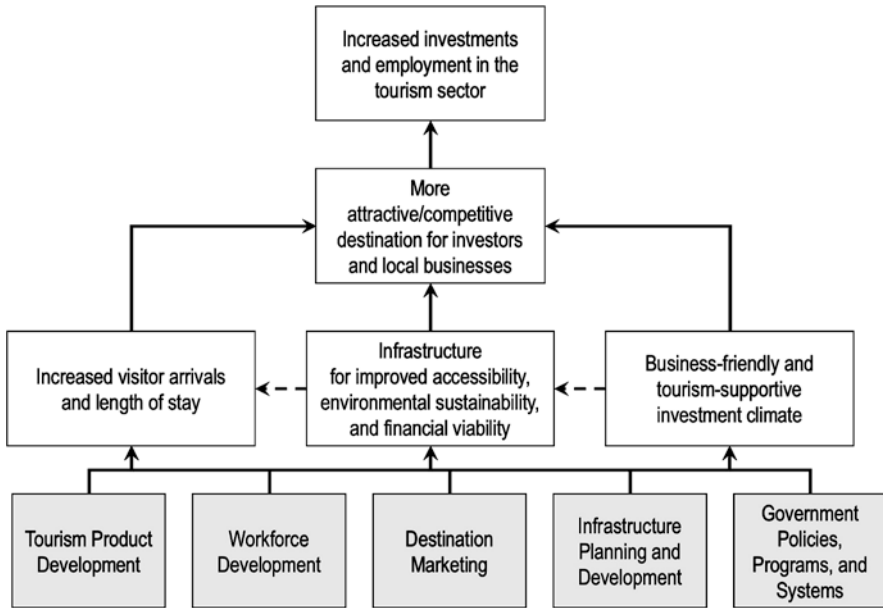 Increased investments
and employment in the
tourism sector
More
attractive/competitive
destination for investors
and local businesses
Increased visitor arrivals
and length of stay
Infrastructure
for improved accessibility,
environmental sustainability,
and financial viability
Business-friendly and
tourism-supportive
investment climate
Tourism Product
Development
Workforce
Development
Destination
Marketing
Infrastructure
Planning and
Development
Government
Policies,
Programs, and
Systems